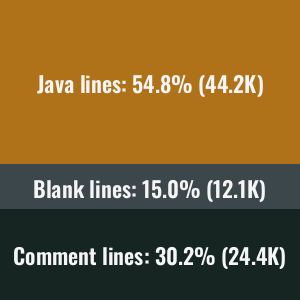 Java lines: 54.8% (44.2K)
Blank lines: 15.0% (12.1K)
Comment lines: 30.2% (24.4K)